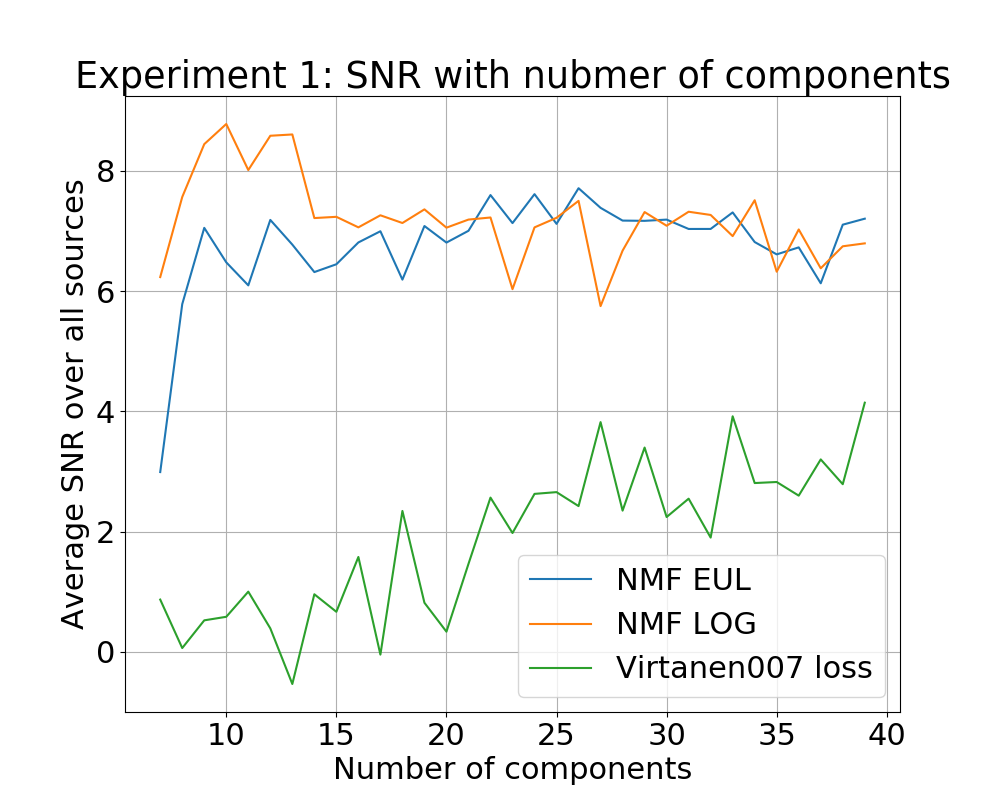 Experiment 1: SNR with nubmer of components
Average SNR over all sources
8
6
4
2
0
NMF EUL
NMF LOG
Virtanen007 loss
10 15 20 25 30 35 40
Number of components